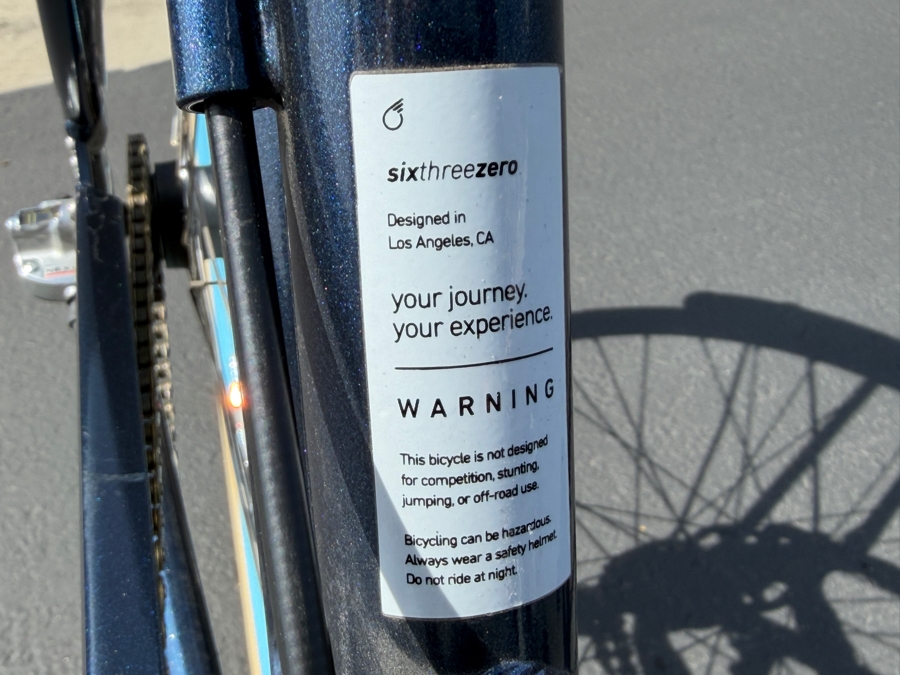 sixthreezero
Designed in
Los Angeles, CA
your journey.
your experience.
WARNING
This bicycle is not designed
for competition, stunting,
jumping, or off-road use.
Bicycling can be hazardous.
Always wear a safety helmet.
Do not ride at night.